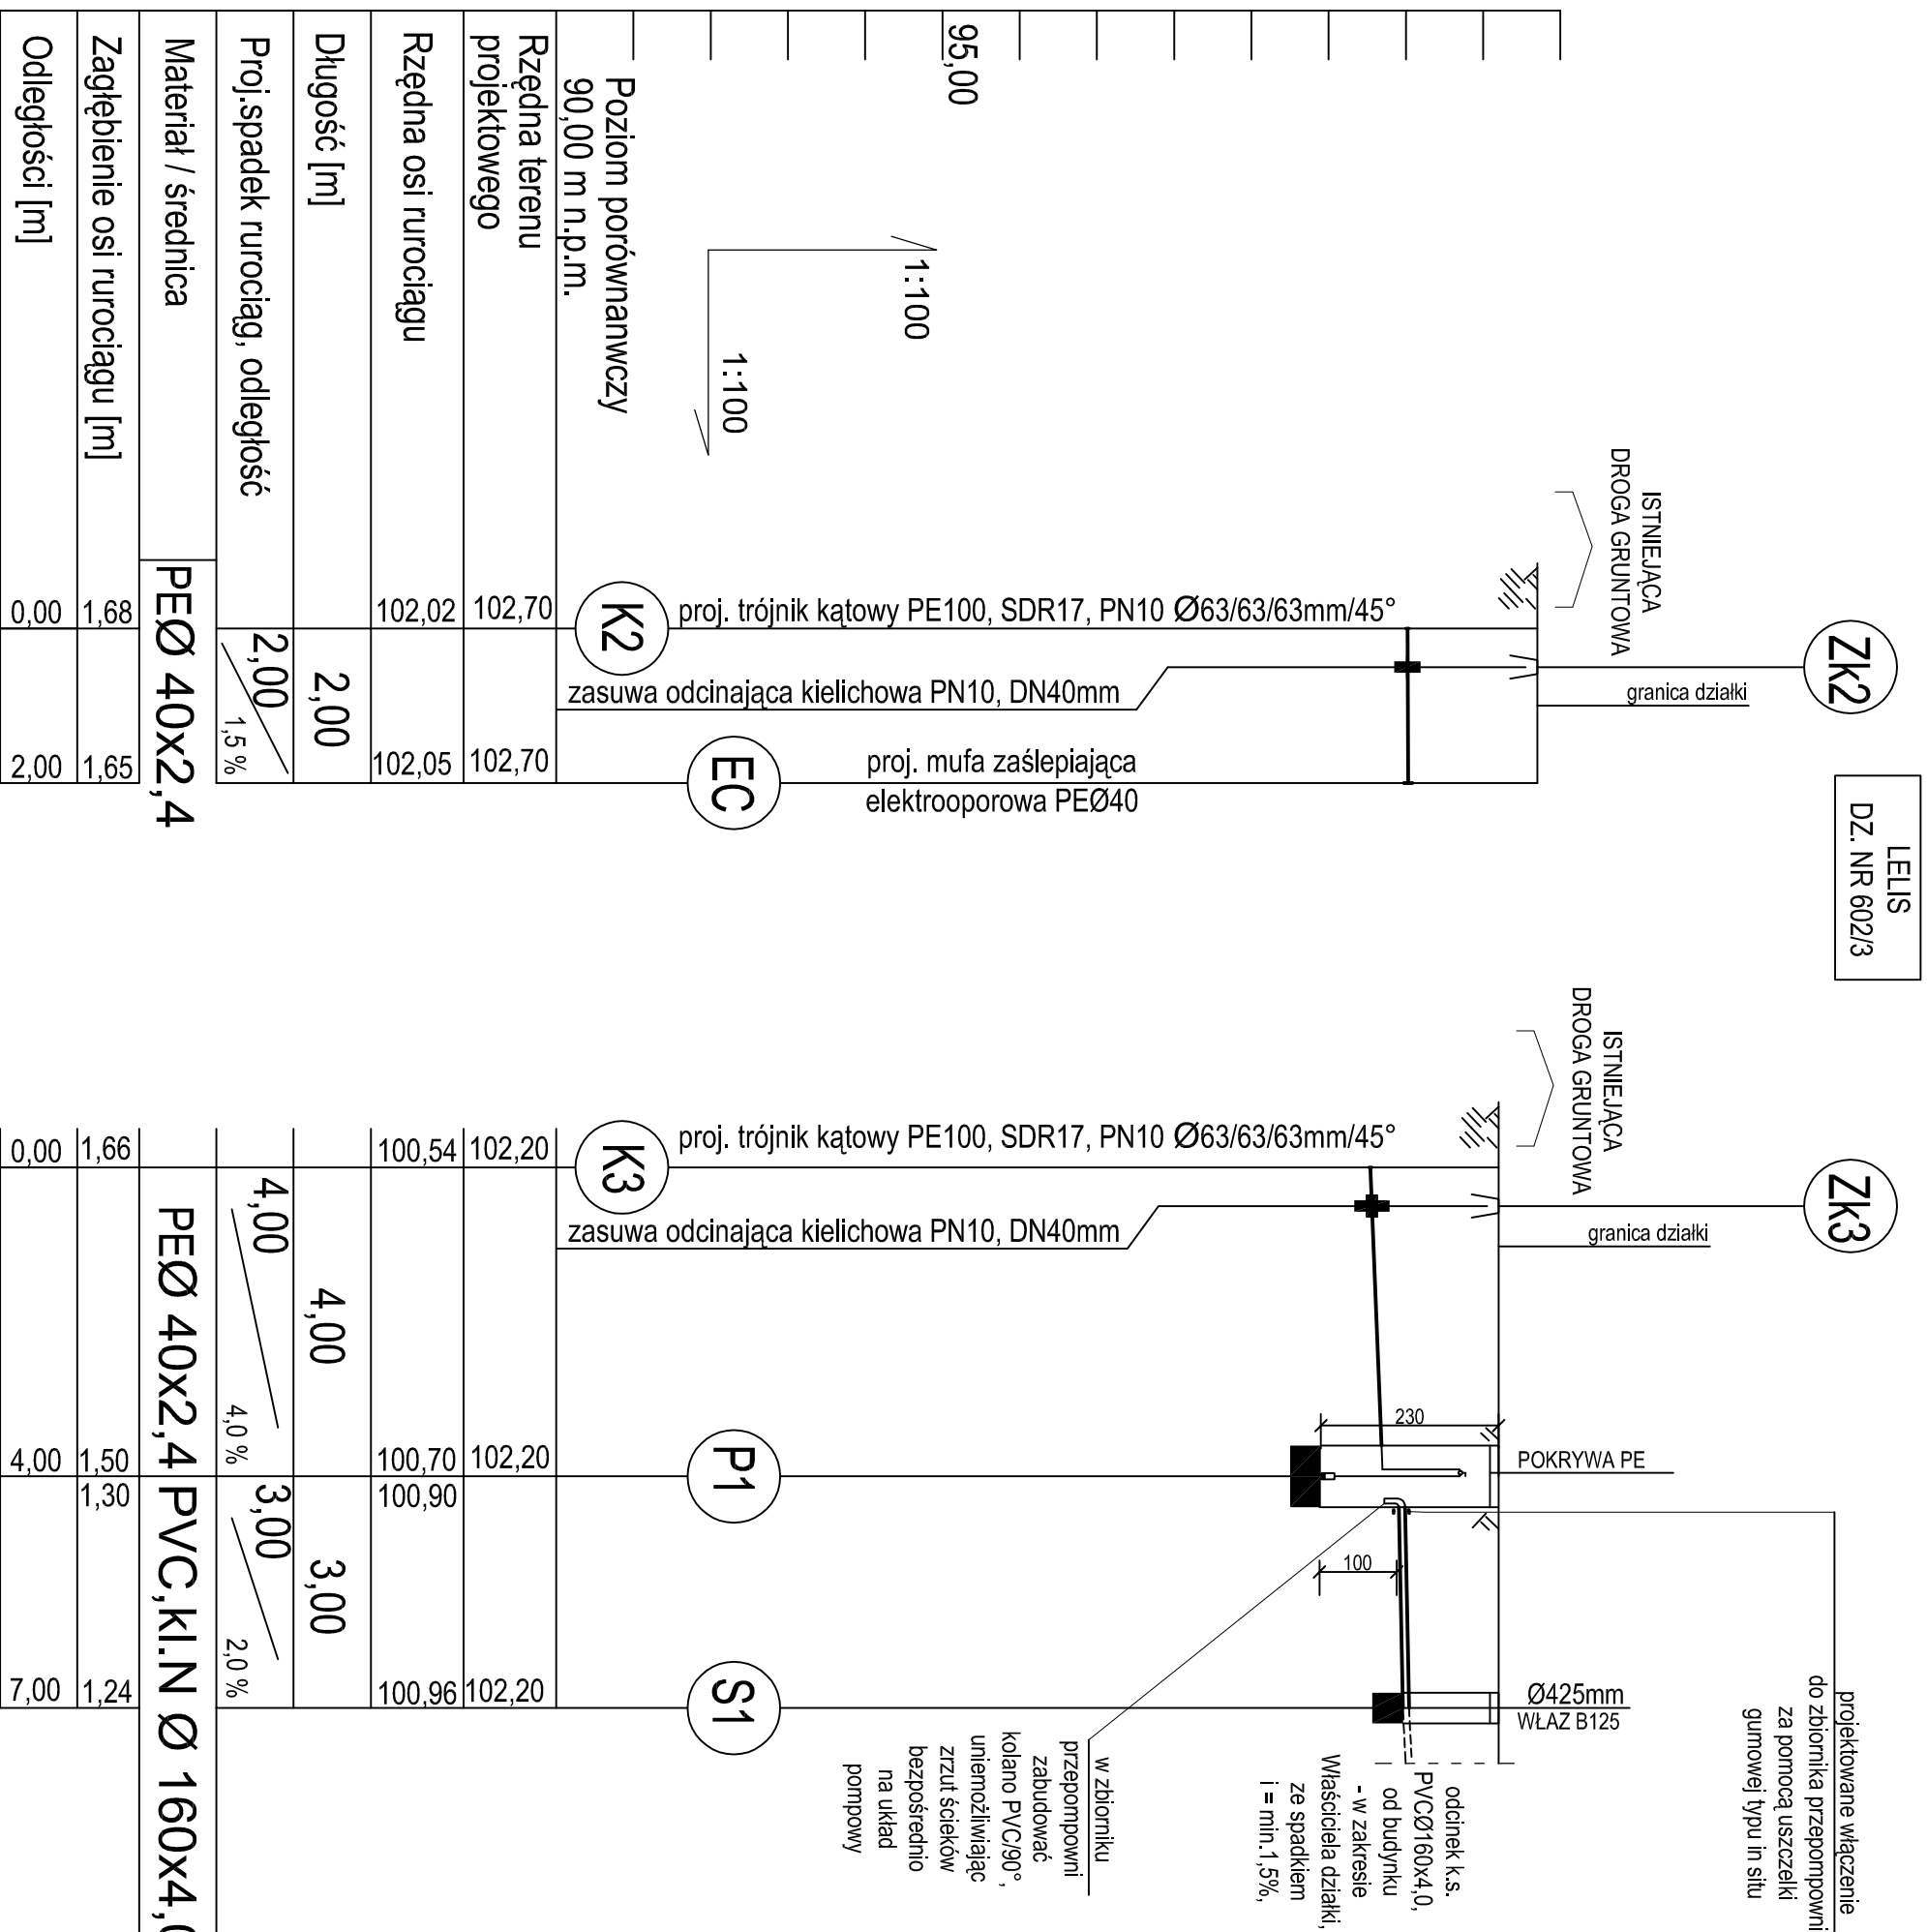 LELIS
DZ. NR 602/3
Zk2
Zk3
ISTNIEJĄCA
DROGA GRUNTOWA
granica działki
ISTNIEJĄCA
DROGA GRUNTOWA
granica działki
POKRYWA PE
Ø425mm
WŁAZ B125
projektowane włączenie
do zbiornika przepompowni
za pomocą uszczelki
gumowej typu in situ
230
100
odcinek k.s.
PVCØ160x4,0,
od budynku
- w zakresie
Właściciela działki,
ze spadkiem
i = min.1,5%,
w zbiorniku
przepompowni
zabudować
kolano PVC/90°,
uniemożliwiając
zrzut ścieków
bezpośrednio
na układ
pompowy
95,00
1:100
1:100
Poziom porównanwczy
90,00 m n.p.m.
K2
proj. trójnik kątowy PE100, SDR17, PN10 Ø63/63/63mm/45°
zasuwa odcinająca kielichowa PN10, DN40mm
EC
proj. mufa zaślepiająca
elektrooporowa PEØ40
K3
proj. trójnik kątowy PE100, SDR17, PN10 Ø63/63/63mm/45°
zasuwa odcinająca kielichowa PN10, DN40mm
P1
S1
Rzędna terenu
projektowego
102,70 102,70 102,20 102,20 102,20
Rzędna osi rurociągu
102,02 102,05 100,54 100,70 100,90 100,96
Długość [m]
2,00 4,00 3,00
Proj.spadek rurociąg, odległość
2,00 1,5 % 4,00 4,0 % 3,00 2,0 %
Materiał / średnica
PEØ 40x2,4 PEØ 40x2,4 PVC,kl.N Ø 160x4,0
Zagłębienie osi rurociągu [m]
1,68 1,65 1,66 1,50 1,30 1,24
Odległości [m]
0,00 2,00 0,00 4,00 7,00